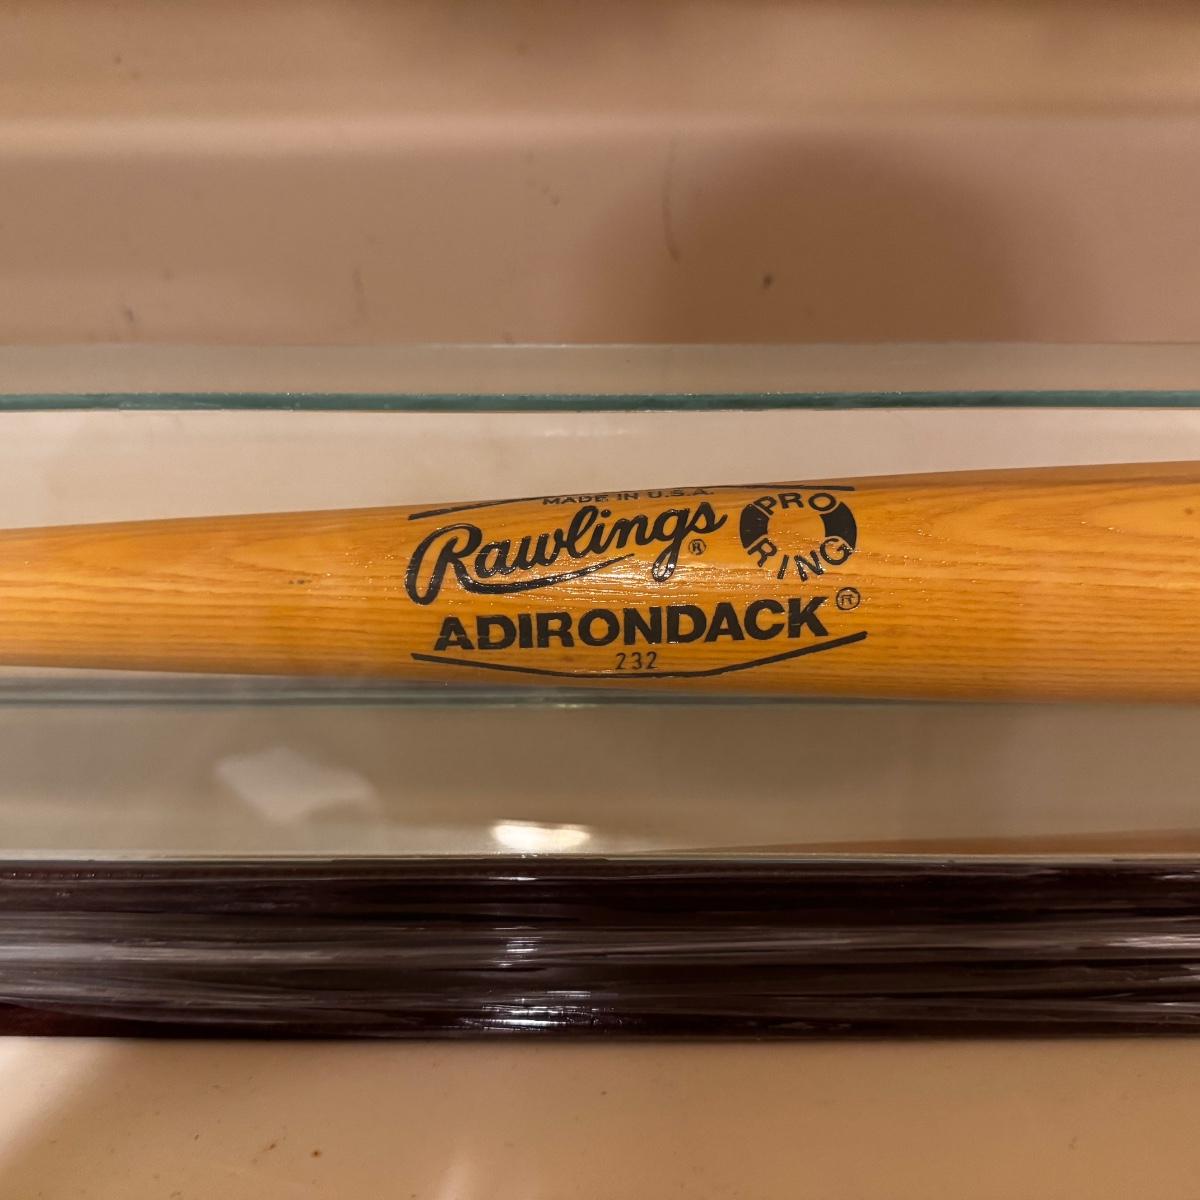 MADE IN U.S.A.
Rawlings®
PRO
RING
ADIRONDACK®
232